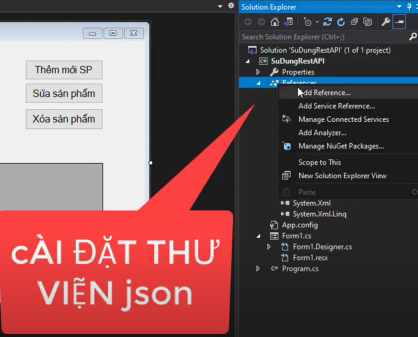 Solution Explorer
Search Solution Explorer (Ctrl+;)
Solution 'SuDungRestAPI' (1 of 1 project)
SuDungRestAPI
Properties
References
Add Reference...
Add Service Reference...
Manage Connected Services
Add Analyzer...
Manage NuGet Packages...
Scope to This
New Solution Explorer View
Paste
System.Xml
System.Xml.Linq
App.config
Form1.cs
Form1.Designer.cs
Form1.resx
Program.cs
Thêm mới SP
Sửa sản phẩm
Xóa sản phẩm
cÀI ĐẶT THƯ
VIỆN json